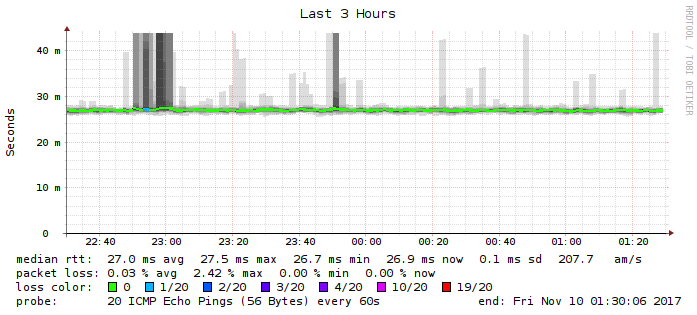 Last 3 Hours
RRDTOOL / TOBI OETIKER
Seconds
40 m
30 m
20 m
10 m
0
22:40 23:00 23:20 23:40 00:00 00:20 00:40 01:00 01:20
median rtt: 27.0 ms avg 27.5 ms max 26.7 ms min 26.9 ms now 0.1 ms sd 207.7 am/s
packet loss: 0.03 % avg 2.42 % max 0.00 % min 0.00 % now
loss color: 0 1/20 2/20 3/20 4/20 10/20 19/20
probe: 20 ICMP Echo Pings (56 Bytes) every 60s end: Fri Nov 10 01:30:06 2017